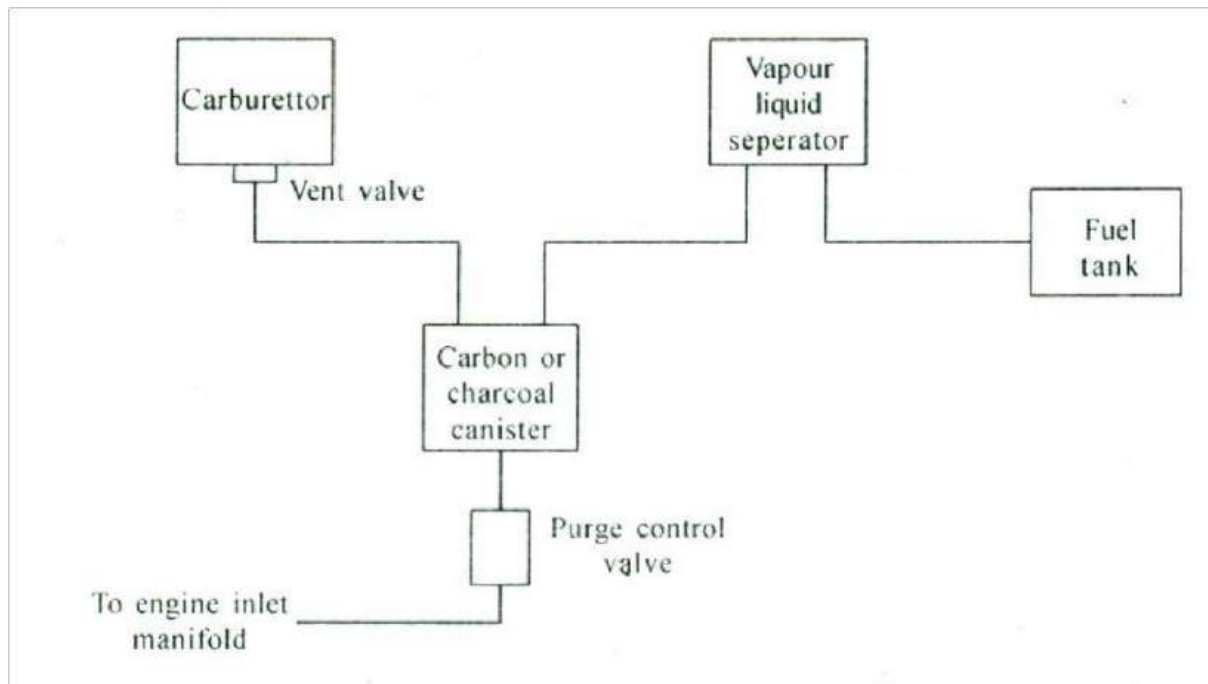 Carburettor
Vent valve
Vapour
liquid
seperator
Fuel
tank
Carbon or
charcoal
canister
Purge control
valve
To engine inlet
manifold